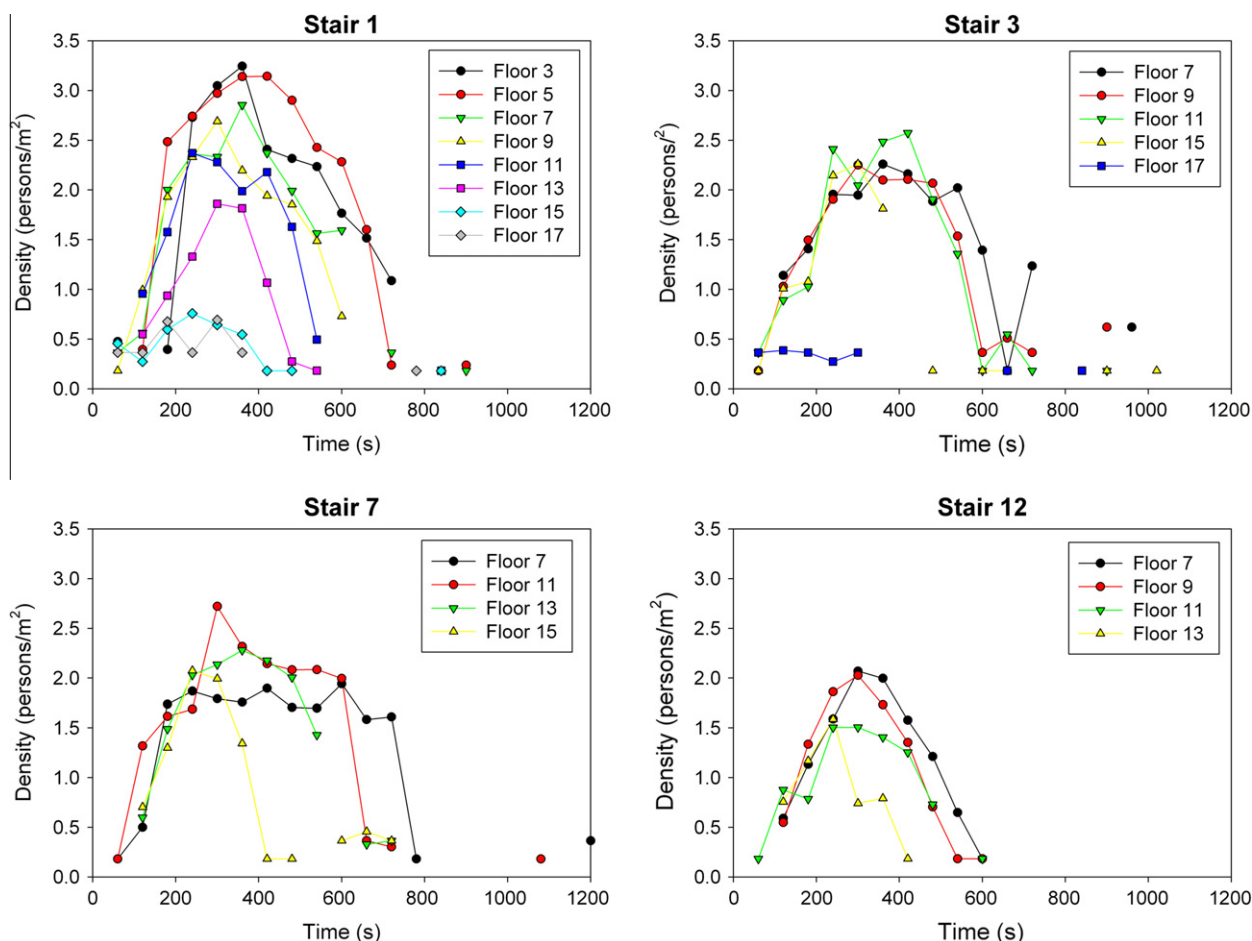 Stair 1
Density (persons/m²)
3.5
3.0
2.5
2.0
1.5
1.0
0.5
0.0
Floor 3
Floor 5
Floor 7
Floor 9
Floor 11
Floor 13
Floor 15
Floor 17
0 200 400 600 800 1000 1200
Time (s)
Stair 3
Density (persons/²)
3.5
3.0
2.5
2.0
1.5
1.0
0.5
0.0
Floor 7
Floor 9
Floor 11
Floor 15
Floor 17
0 200 400 600 800 1000 1200
Time (s)
Stair 7
Density (persons/m²)
3.5
3.0
2.5
2.0
1.5
1.0
0.5
0.0
Floor 7
Floor 11
Floor 13
Floor 15
0 200 400 600 800 1000 1200
Time (s)
Stair 12
Density (persons/m²)
3.5
3.0
2.5
2.0
1.5
1.0
0.5
0.0
Floor 7
Floor 9
Floor 11
Floor 13
0 200 400 600 800 1000 1200
Time (s)